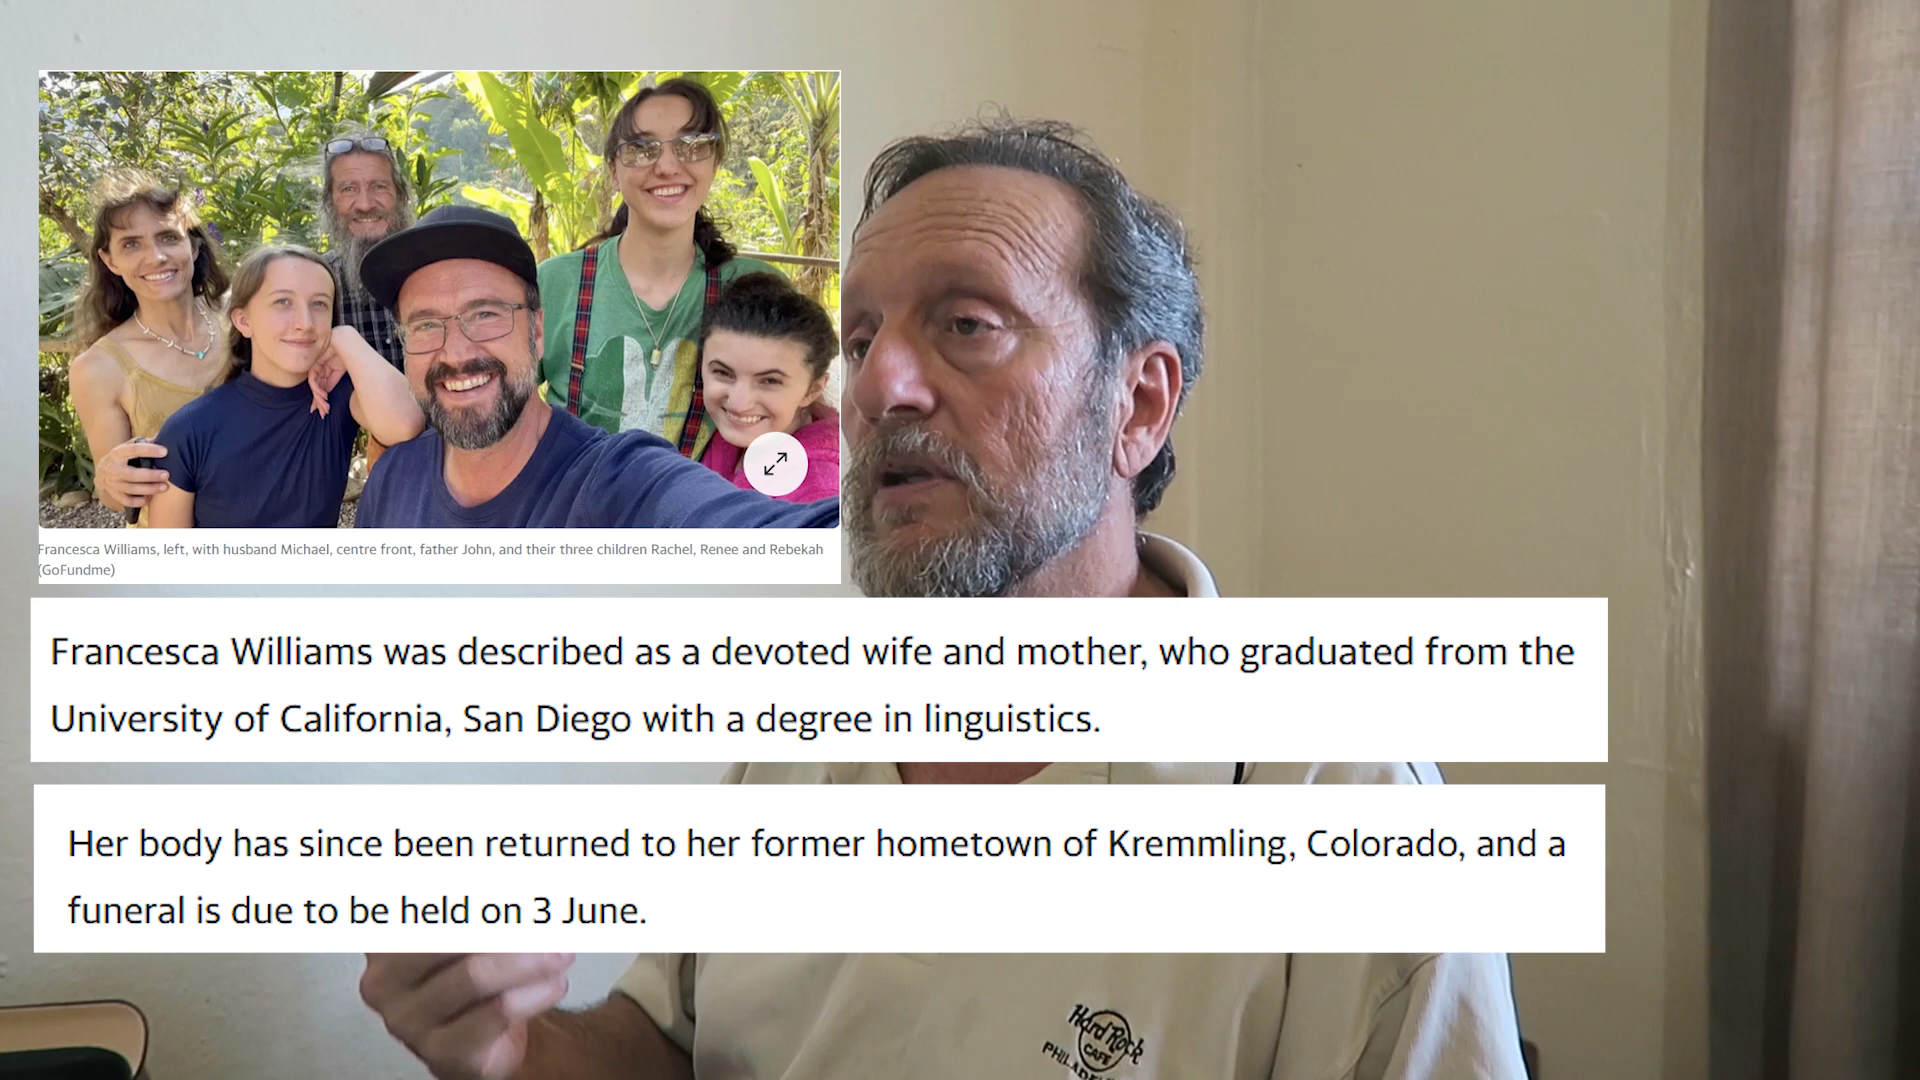 Francesca Williams, left, with husband Michael, centre front, father John, and their three children Rachel, Renee and Rebekah
(GoFundme)
Francesca Williams was described as a devoted wife and mother, who graduated from the
University of California, San Diego with a degree in linguistics.
Her body has since been returned to her former hometown of Kremmling, Colorado, and a
funeral is due to be held on 3 June.
Hard Rock
CAFE